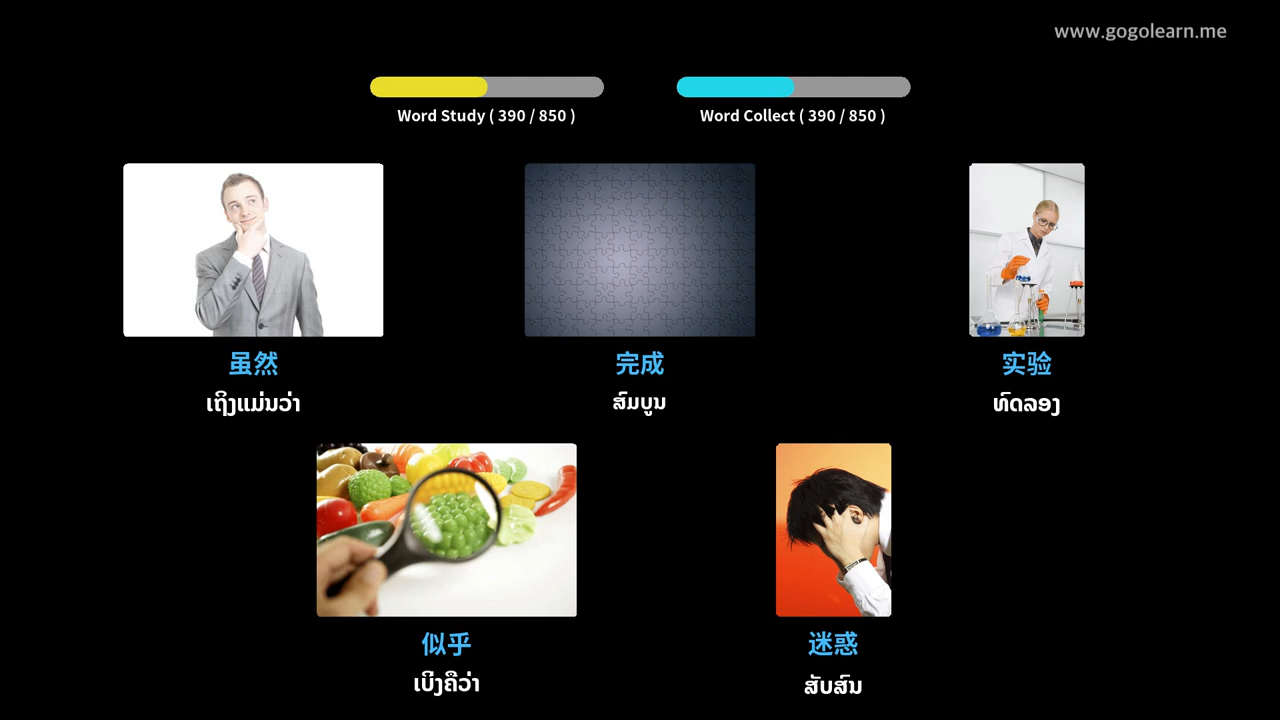 www.gogolearn.me
Word Study ( 390 / 850 )
Word Collect ( 390 / 850 )
虽然
ເຖິງແມ່ນວ່າ
完成
ສົມບູນ
实验
ທົດລອງ
似乎
ເບິງຄືວ່າ
迷惑
ສັບສົນ